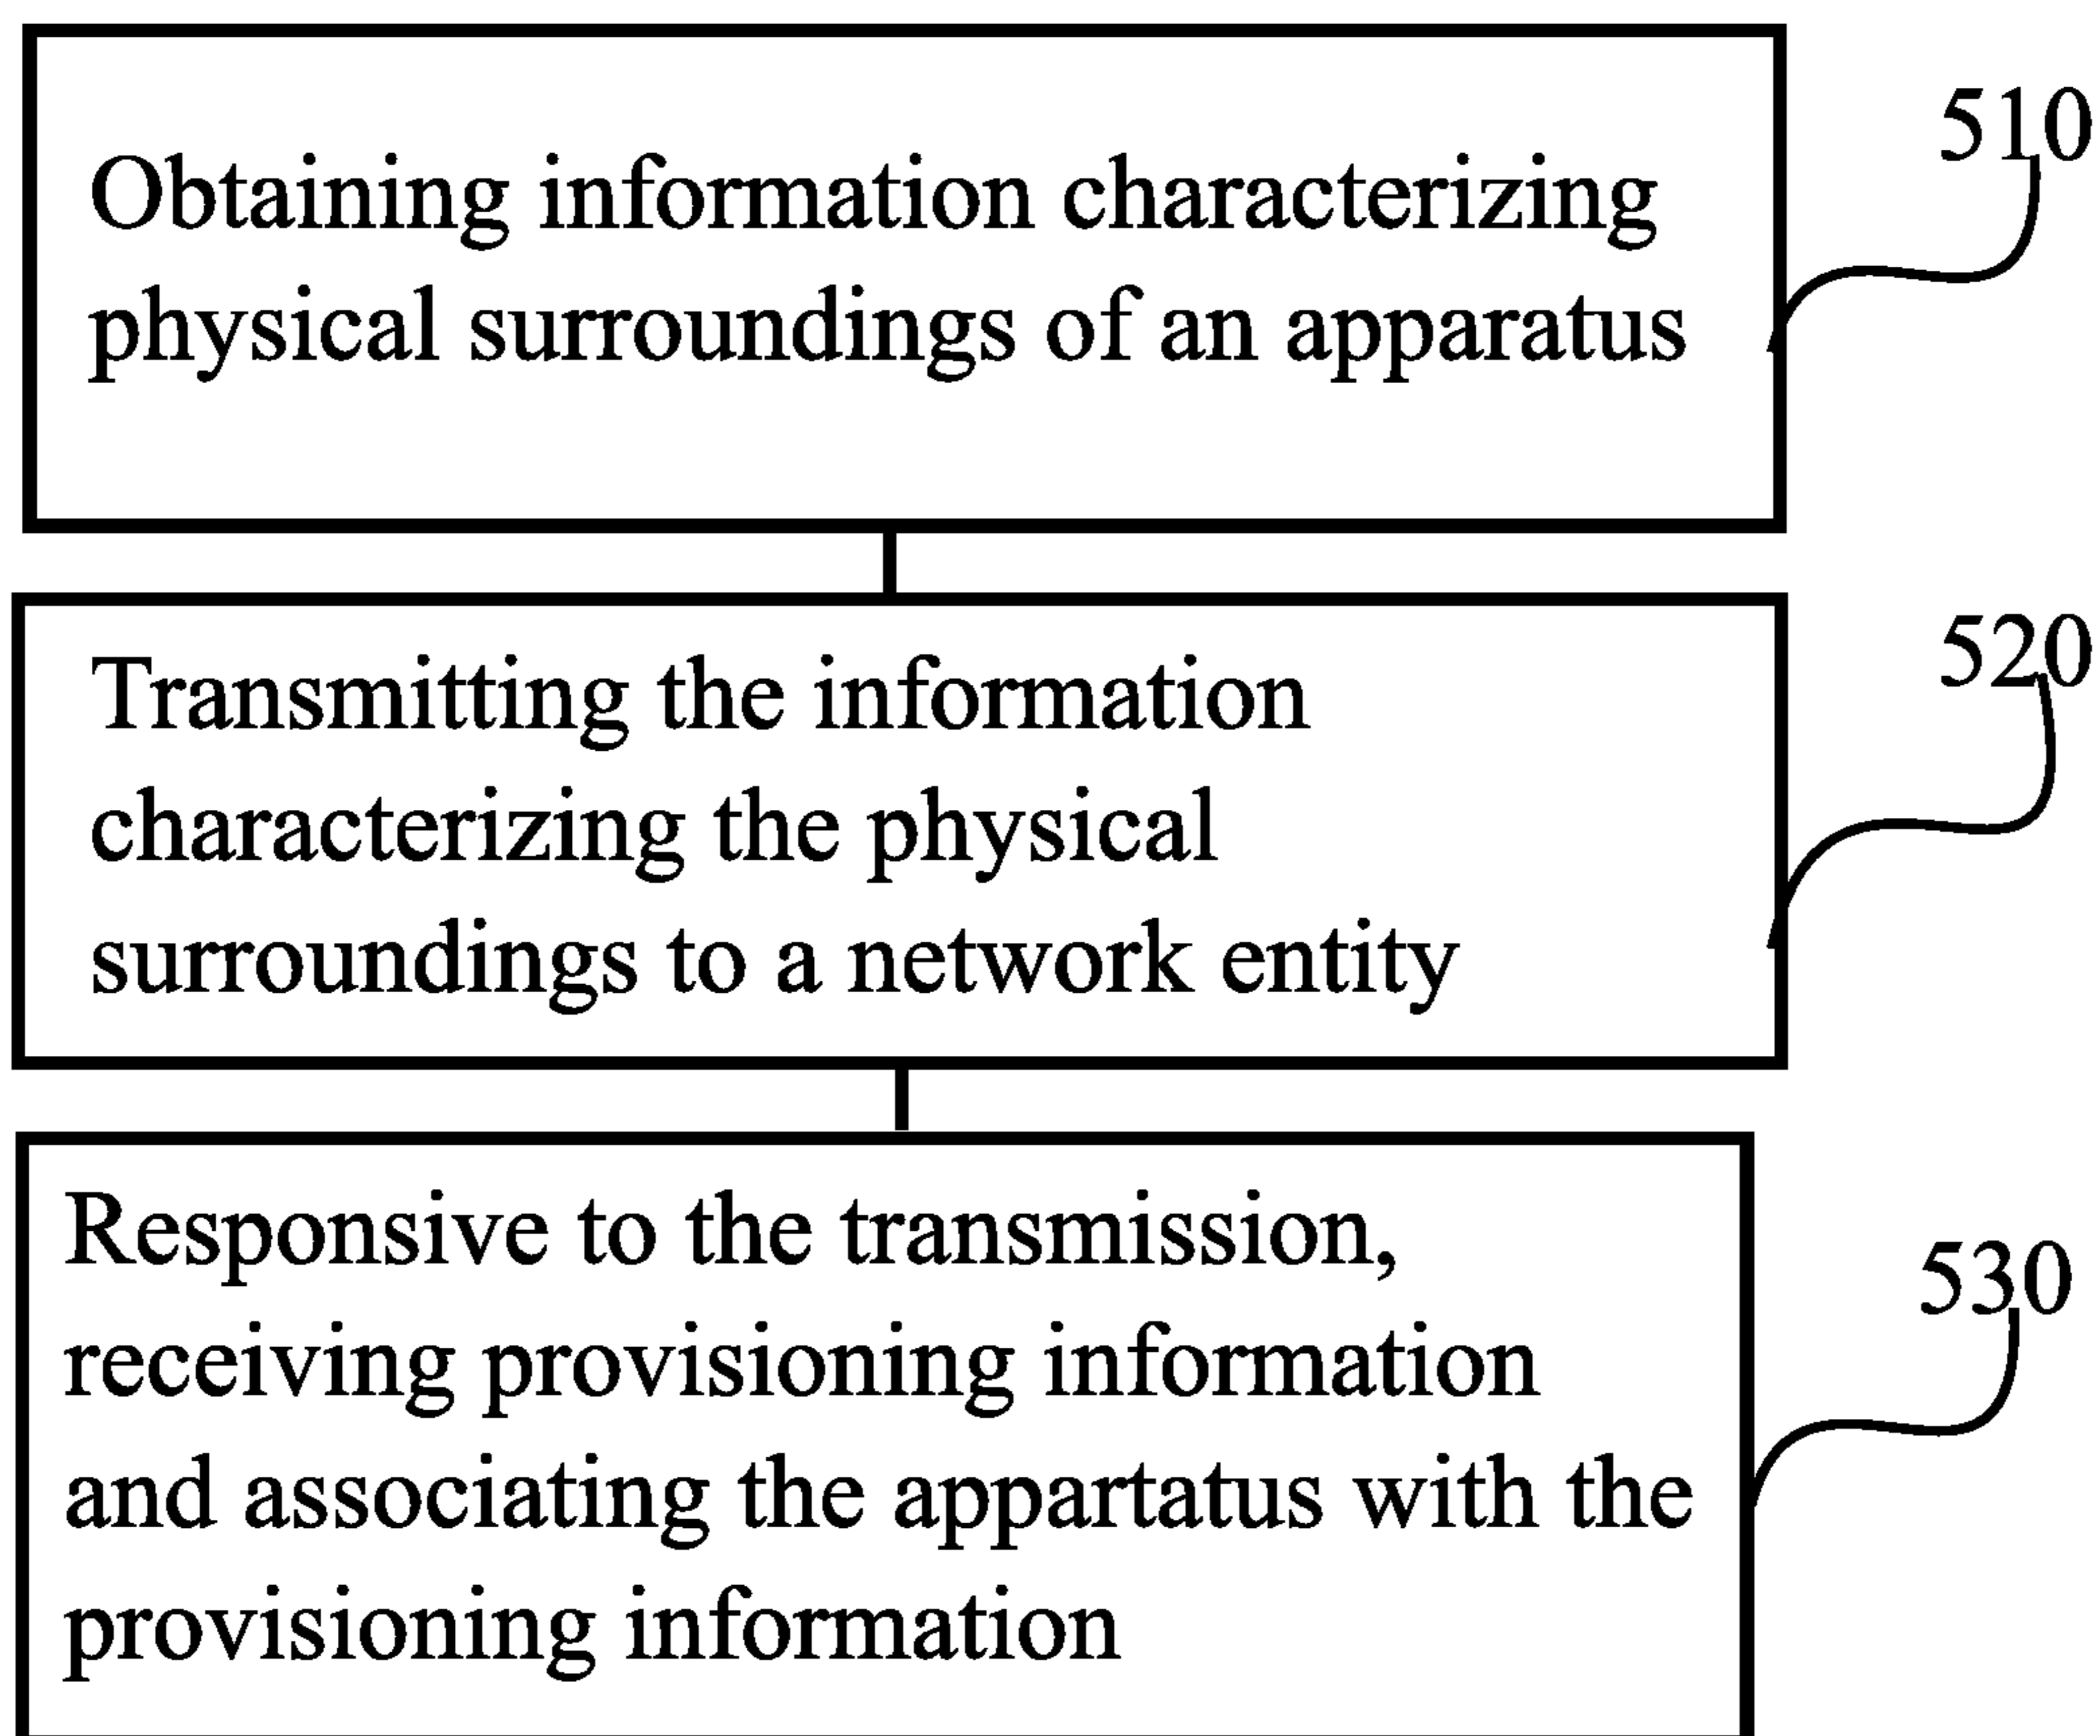 Obtaining information characterizing
physical surroundings of an apparatus
510
Transmitting the information
characterizing the physical
surroundings to a network entity
520
Responsive to the transmission,
receiving provisioning information
and associating the appartatus with the
provisioning information
530